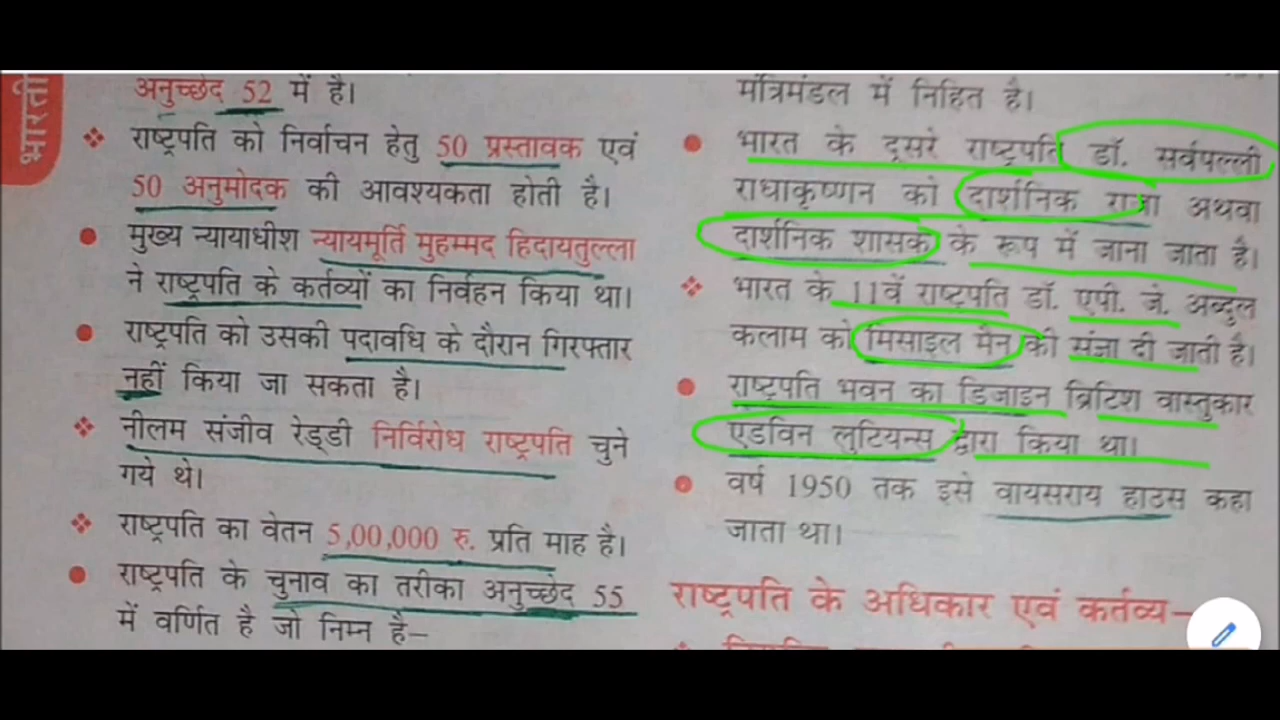 भारती
अनुच्छेद 52 में है।
❖ राष्ट्रपति को निर्वाचन हेतु 50 प्रस्तावक एवं
50 अनुमोदक की आवश्यकता होती है।
● मुख्य न्यायाधीश न्यायमूर्ति मुहम्मद हिदायतुल्ला
ने राष्ट्रपति के कर्तव्यों का निर्वहन किया था।
● राष्ट्रपति को उसकी पदावधि के दौरान गिरफ्तार
नहीं किया जा सकता है।
❖ नीलम संजीव रेड्डी निर्विरोध राष्ट्रपति चुने
गये थे।
❖ राष्ट्रपति का वेतन 5,00,000 रु. प्रति माह है।
● राष्ट्रपति के चुनाव का तरीका अनुच्छेद 55
में वर्णित है जो निम्न है–
मंत्रिमंडल में निहित है।
● भारत के दूसरे राष्ट्रपति डॉ. सर्वपल्ली
राधाकृष्णन को दार्शनिक राजा अथवा
दार्शनिक शासक के रूप में जाना जाता है।
❖ भारत के 11वें राष्ट्रपति डॉ. एपी. जे. अब्दुल
कलाम को मिसाइल मैन की संज्ञा दी जाती है।
● राष्ट्रपति भवन का डिजाइन ब्रिटिश वास्तुकार
एडविन लुटियन्स द्वारा किया था।
● वर्ष 1950 तक इसे वायसराय हाउस कहा
जाता था।
राष्ट्रपति के अधिकार एवं कर्तव्य–